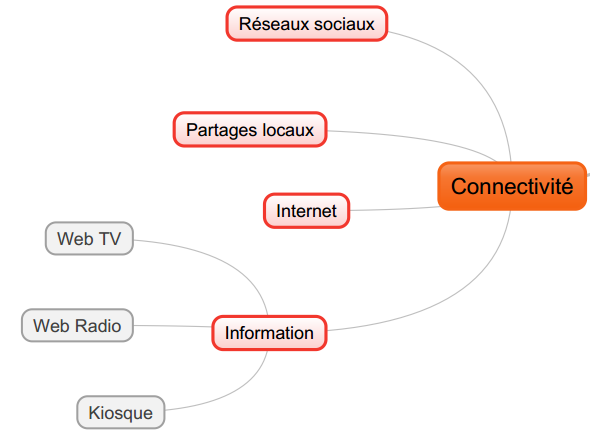 Réseaux sociaux
Partages locaux
Connectivité
Internet
Web TV
Web Radio
Information
Kiosque